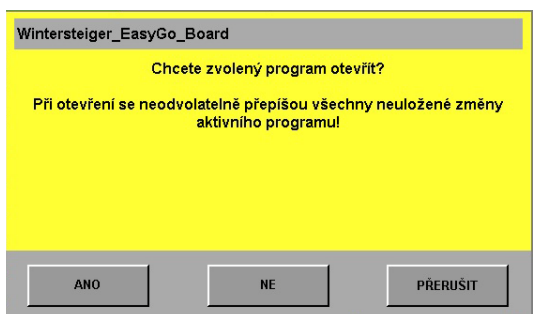 Wintersteiger_EasyGo_Board
Chcete zvolený program otevřít?
Při otevření se neodvolatelně přepíšou všechny neuložené změny
aktivního programu!
ANO
NE
PŘERUŠIT